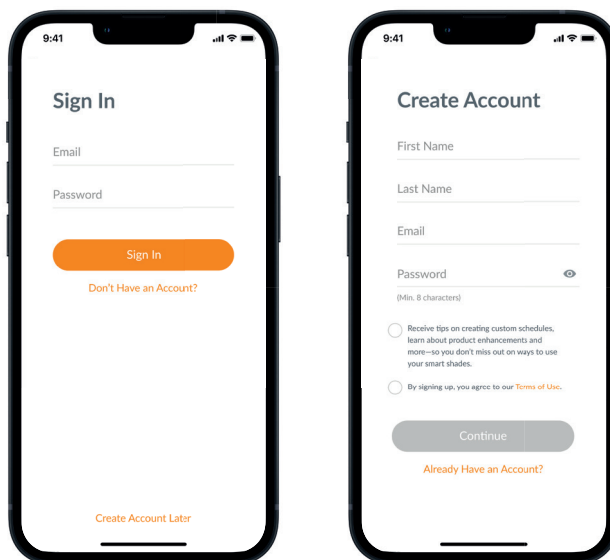 9:41
Sign In
Email
Password
Sign In
Don't Have an Account?
Create Account Later
9:41
Create Account
First Name
Last Name
Email
Password
(Min. 8 characters)
Receive tips on creating custom schedules,
learn about product enhancements and
more—so you don't miss out on ways to use
your smart shades.
By signing up, you agree to our Terms of Use.
Continue
Already Have an Account?